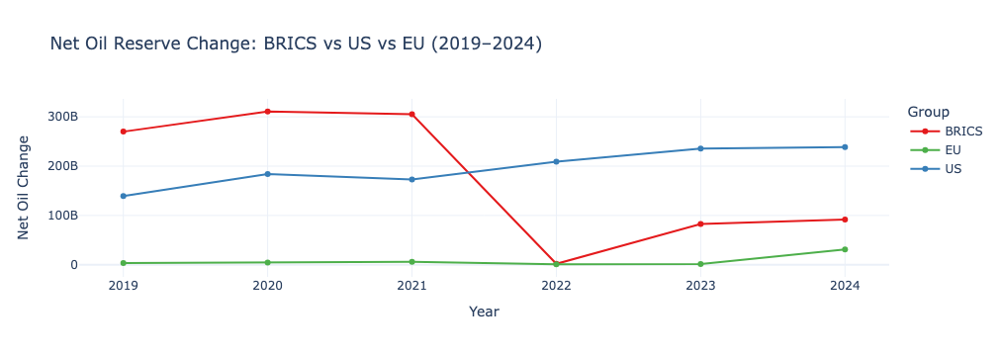 Net Oil Reserve Change: BRICS vs US vs EU (2019–2024)
Group
BRICS
EU
US
Net Oil Change
300B
200B
100B
0
2019 2020 2021 2022 2023 2024
Year